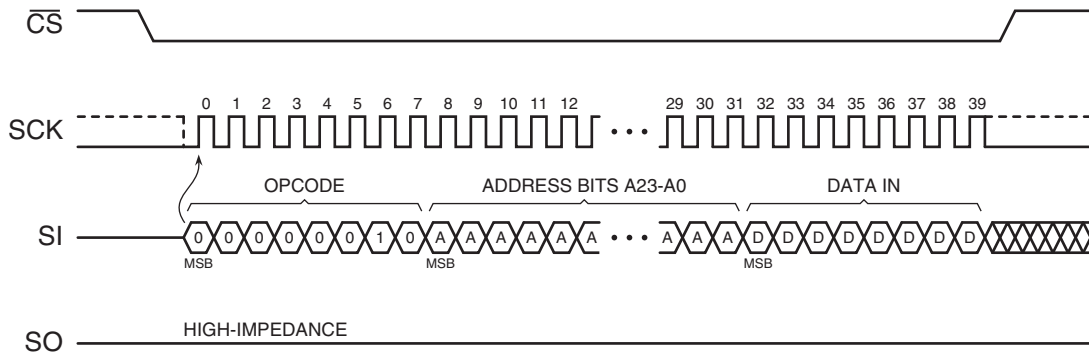 CS
0 1 2 3 4 5 6 7 8 9 10 11 12 29 30 31 32 33 34 35 36 37 38 39
SCK • • •
OPCODE ADDRESS BITS A23-A0 DATA IN
SI 0 0 0 0 0 0 1 0 A A A A A A • • • A A A D D D D D D D D
MSB MSB MSB
HIGH-IMPEDANCE
SO